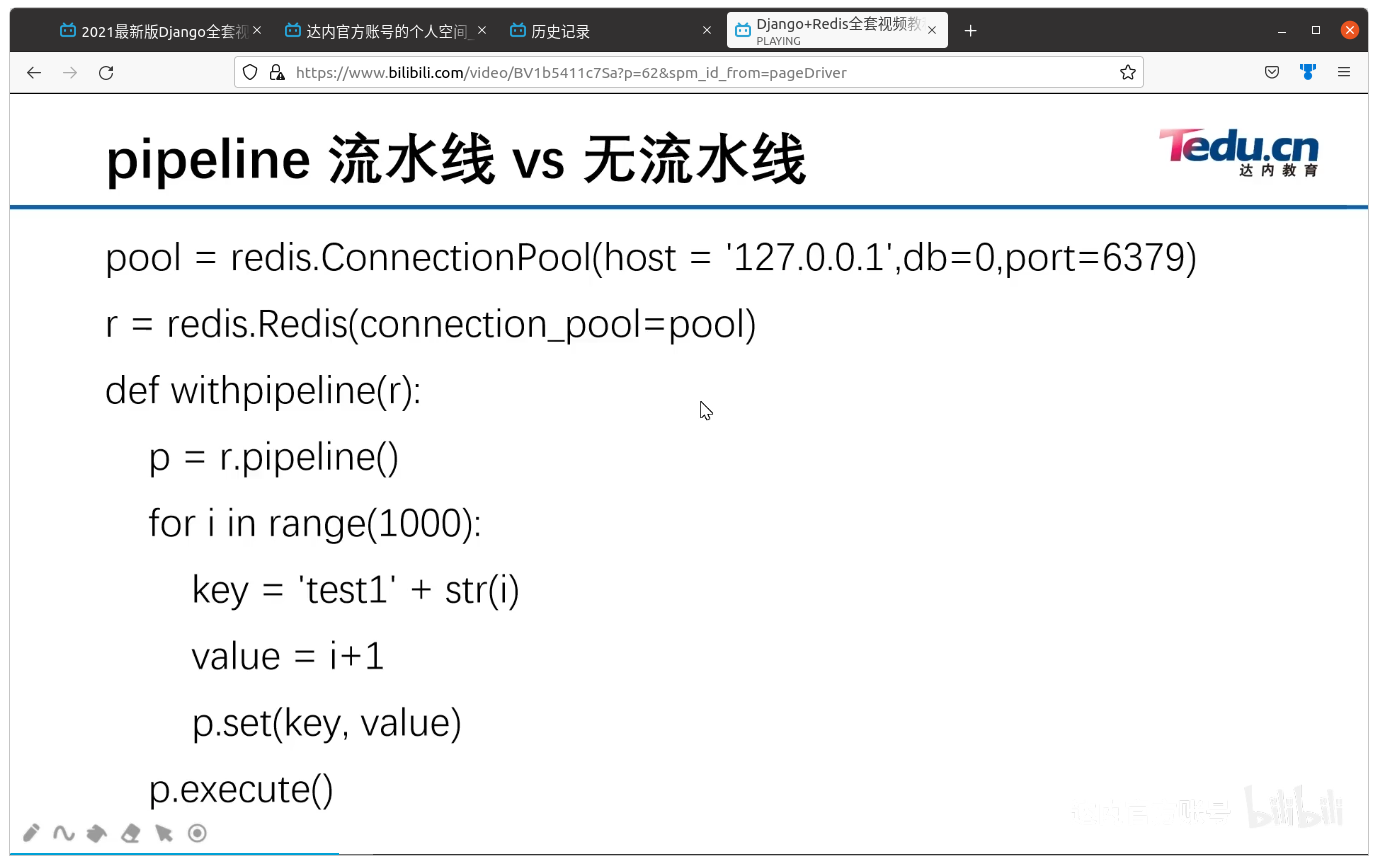 2021最新版Django全套视
达内官方账号的个人空间_
历史记录
Django+Redis全套视频教
PLAYING
https://www.bilibili.com/video/BV1b5411c7Sa?p=62&spm_id_from=pageDriver
pipeline 流水线 vs 无流水线
Tedu.cn
达内教育
pool = redis.ConnectionPool(host = '127.0.0.1',db=0,port=6379)
r = redis.Redis(connection_pool=pool)
def withpipeline(r):
p = r.pipeline()
for i in range(1000):
key = 'test1' + str(i)
value = i+1
p.set(key, value)
p.execute()
bilibili